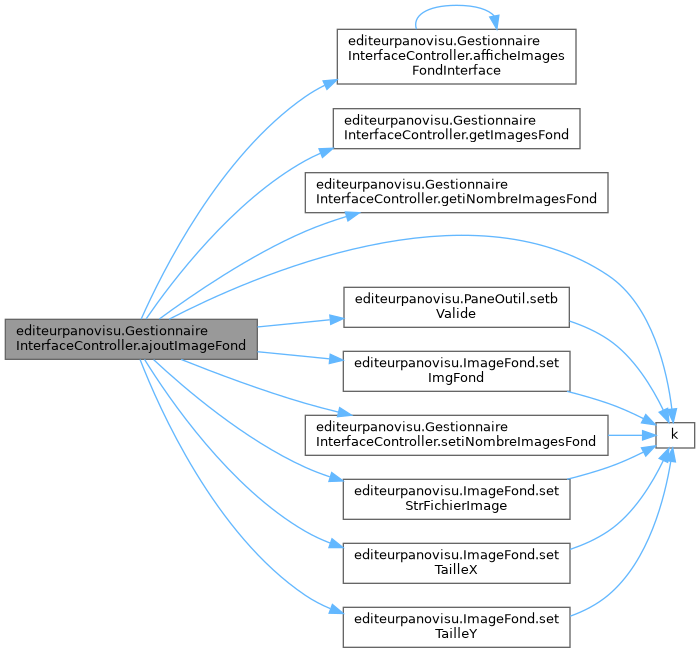 editeurpanovisu.Gestionnaire
InterfaceController.afficheImages
FondInterface
editeurpanovisu.Gestionnaire
InterfaceController.getImagesFond
editeurpanovisu.Gestionnaire
InterfaceController.getiNombreImagesFond
editeurpanovisu.Gestionnaire
InterfaceController.ajoutImageFond
editeurpanovisu.PaneOutil.setb
Valide
editeurpanovisu.ImageFond.set
ImgFond
editeurpanovisu.Gestionnaire
InterfaceController.setiNombreImagesFond
k
editeurpanovisu.ImageFond.set
StrFichierImage
editeurpanovisu.ImageFond.set
TailleX
editeurpanovisu.ImageFond.set
TailleY